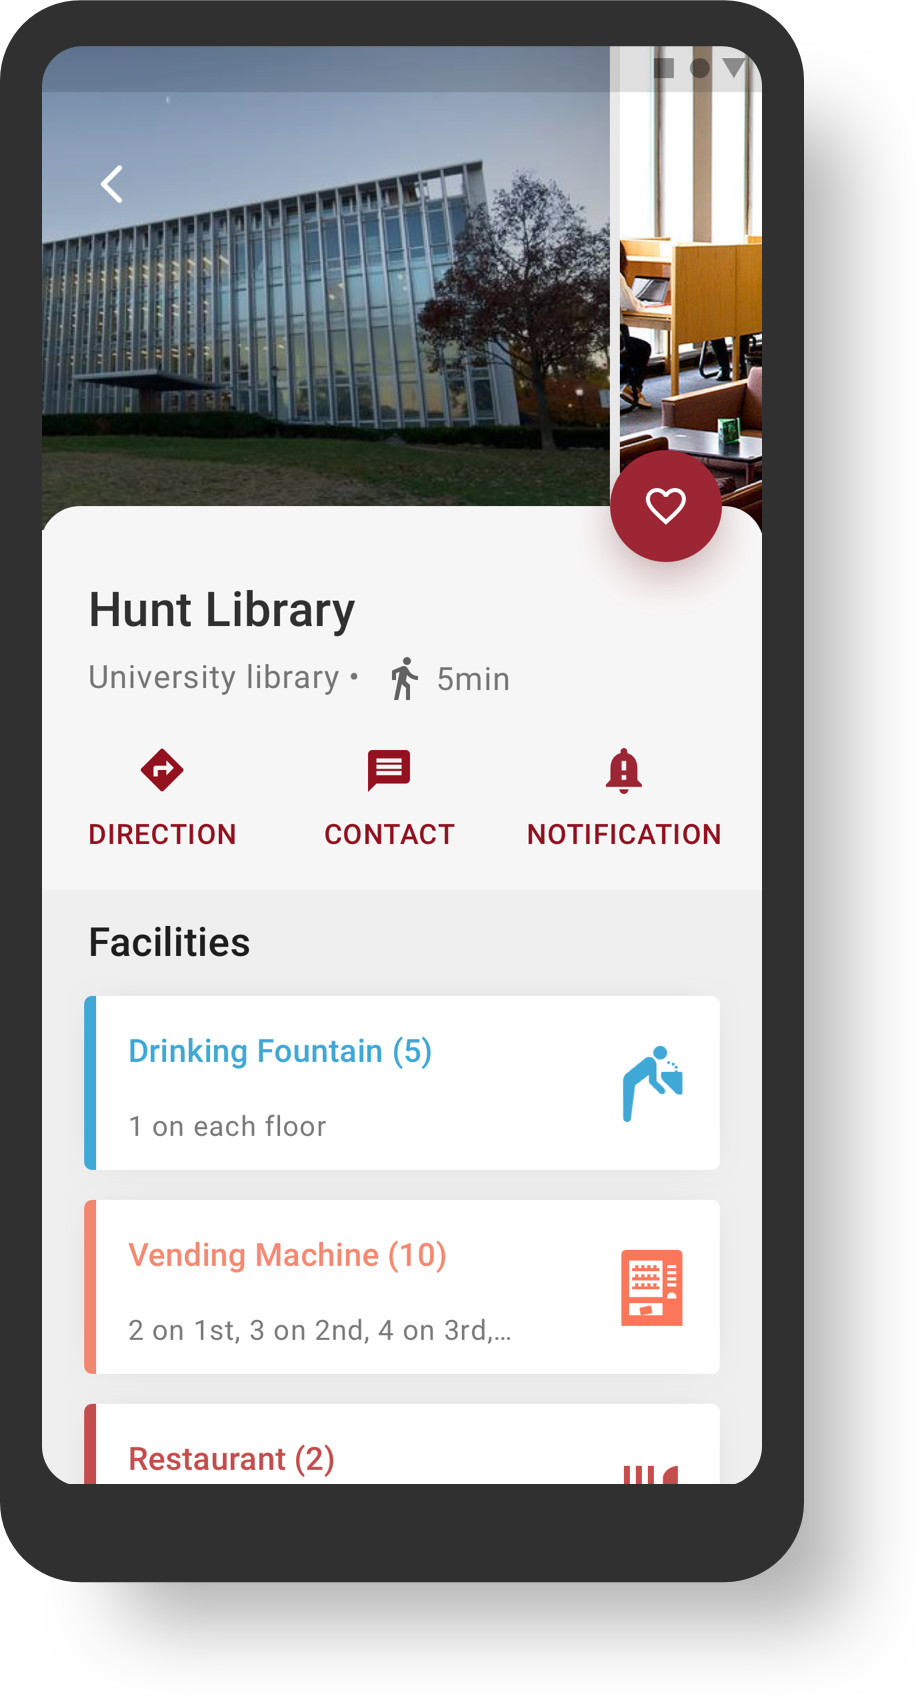 Hunt Library
University library • 5min
DIRECTION CONTACT NOTIFICATION
Facilities
Drinking Fountain (5)
1 on each floor
Vending Machine (10)
2 on 1st, 3 on 2nd, 4 on 3rd,...
Restaurant (2)